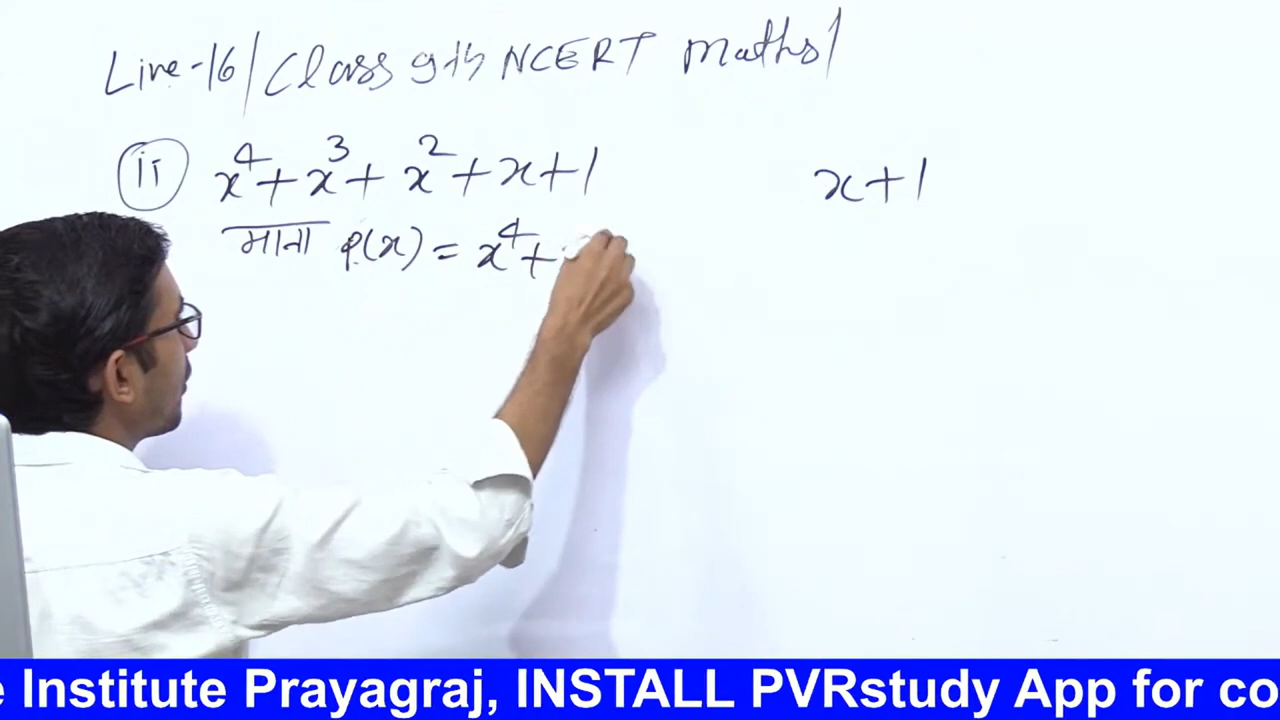 Live-16/Class 9th NCERT Maths/
ii x⁴+x³+x²+x+1
x+1
माना p(x) = x⁴+
e Institute Prayagraj, INSTALL PVRstudy App for co